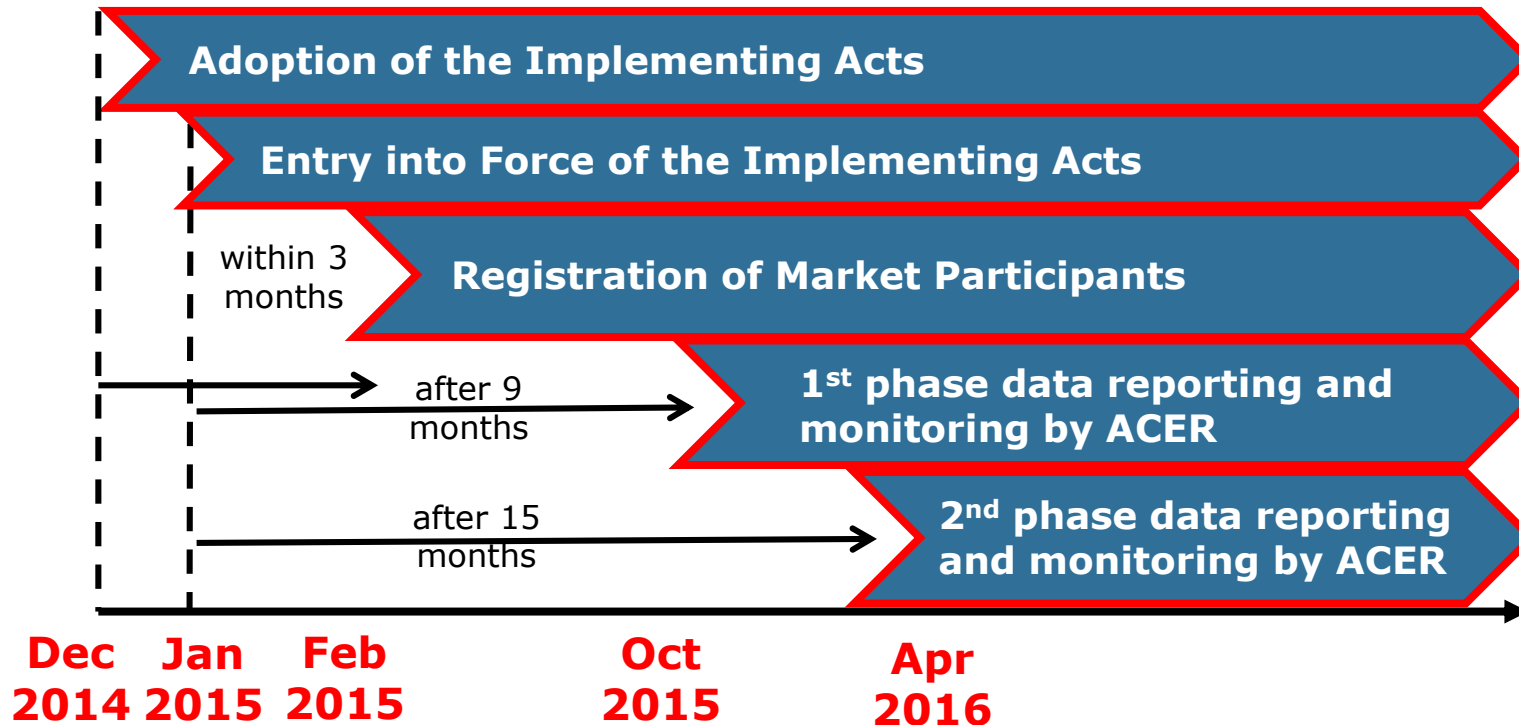 Adoption of the Implementing Acts
Entry into Force of the Implementing Acts
within 3
months
Registration of Market Participants
after 9
months
1st phase data reporting and
monitoring by ACER
after 15
months
2nd phase data reporting
and monitoring by ACER
Dec
2014
Jan
2015
Feb
2015
Oct
2015
Apr
2016